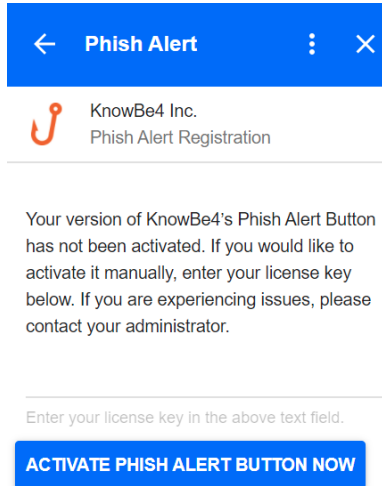 Phish Alert
KnowBe4 Inc.
Phish Alert Registration
Your version of KnowBe4's Phish Alert Button
has not been activated. If you would like to
activate it manually, enter your license key
below. If you are experiencing issues, please
contact your administrator.
Enter your license key in the above text field.
ACTIVATE PHISH ALERT BUTTON NOW